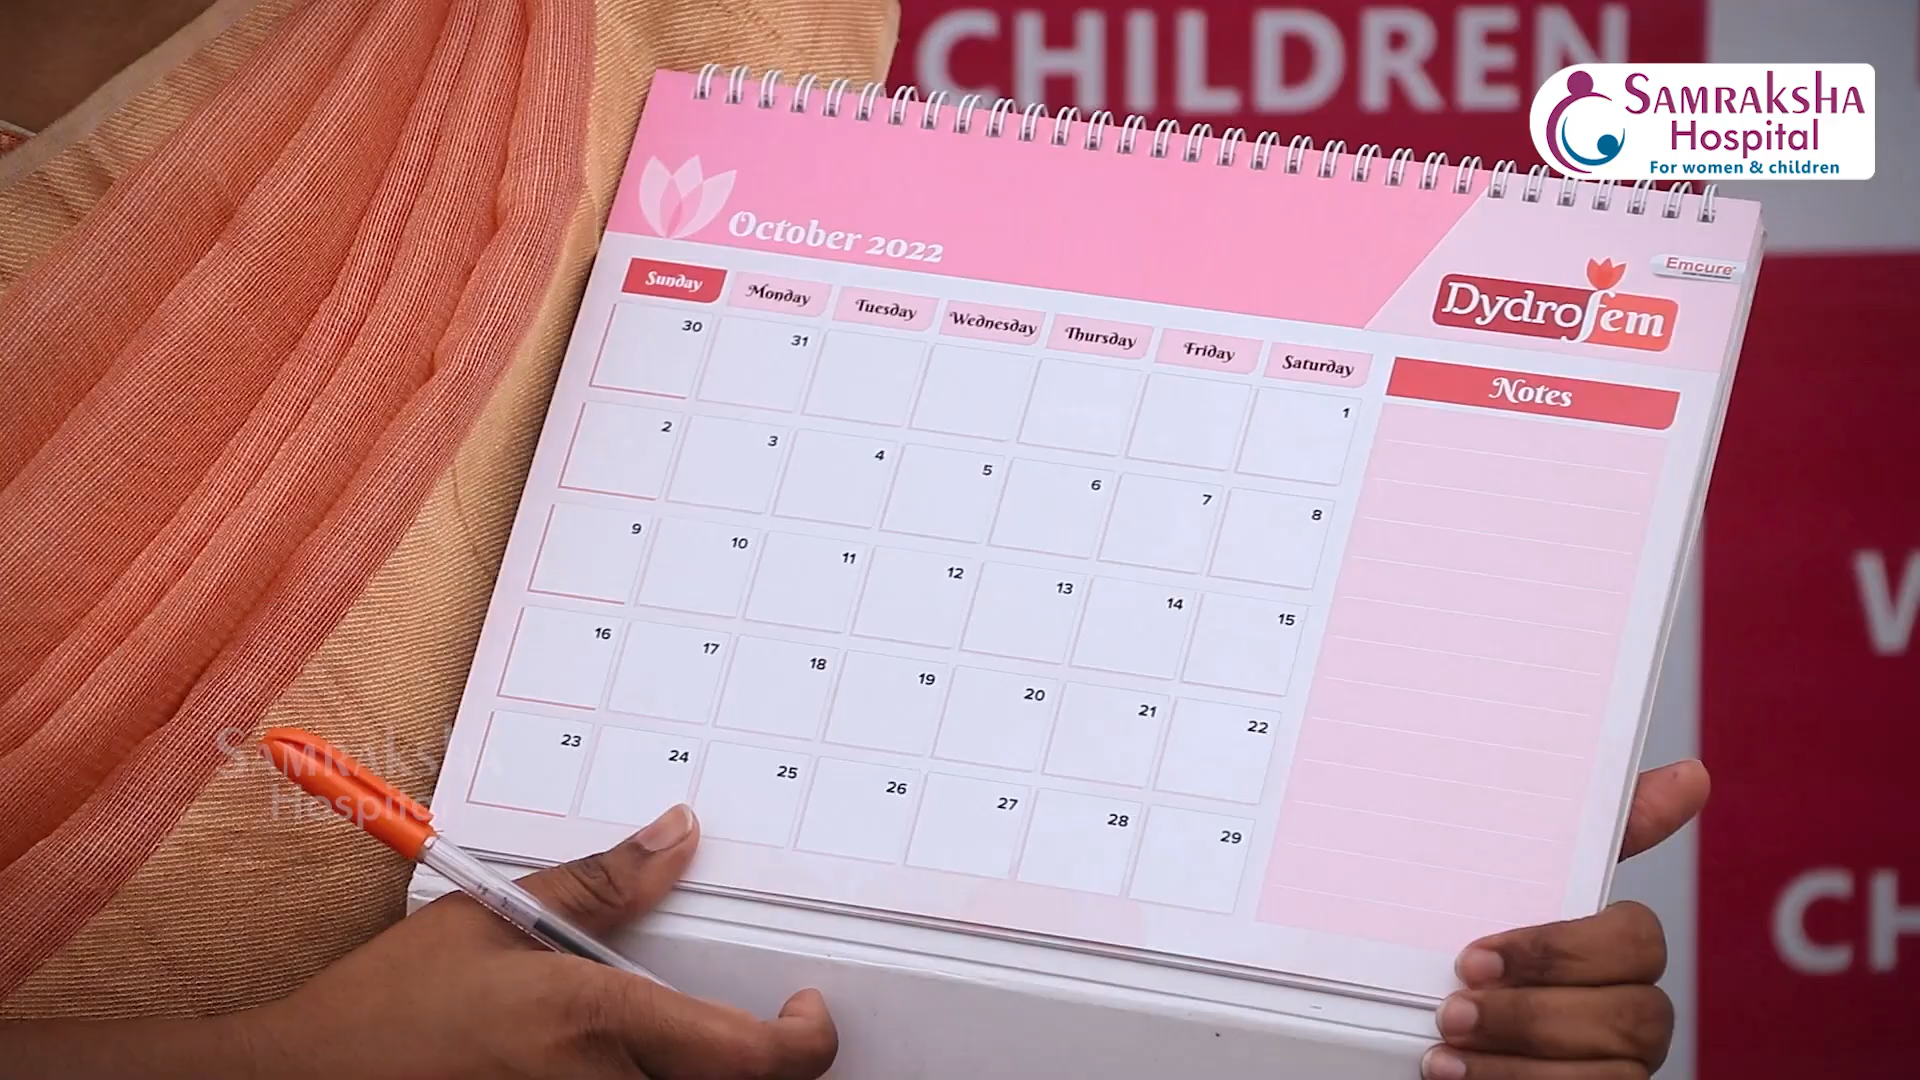 CHILDREN
SAMRAKSHA
Hospital
For women & children
October 2022
Emcure
Dydrofem
Sunday Monday Tuesday Wednesday Thursday Friday Saturday
Notes
30 31 1
2 3 4 5 6 7 8
9 10 11 12 13 14 15
16 17 18 19 20 21 22
23 24 25 26 27 28 29
SAMRAKSHA
Hospital
CH